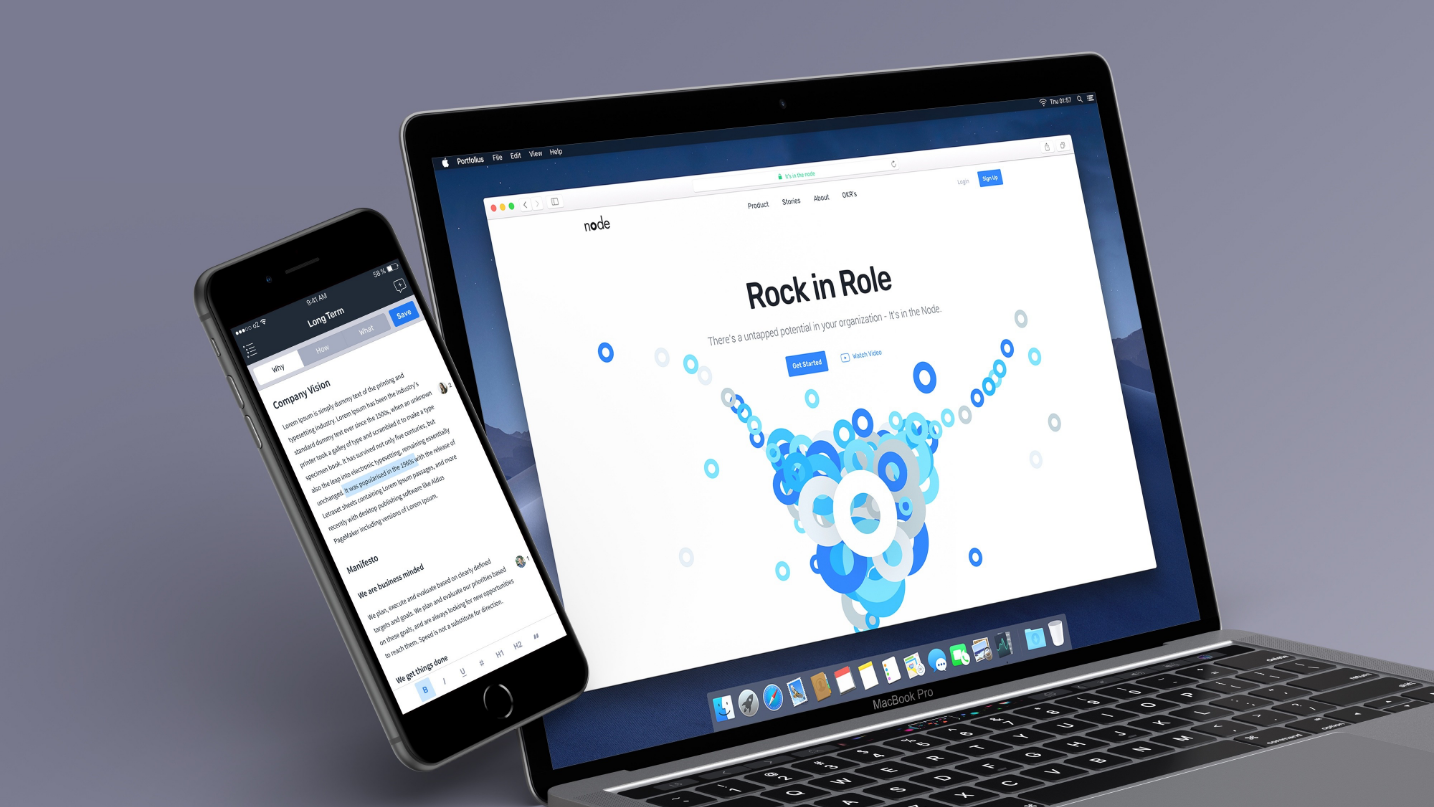 58 %
9:41 AM
Long Term
Why
How
What
Save
Company Vision
Lorem Ipsum is simply dummy text of the printing and
typesetting industry. Lorem Ipsum has been the industry's
standard dummy text ever since the 1500s, when an unknown
printer took a galley of type and scrambled it to make a type
specimen book. It has survived not only five centuries, but
also the leap into electronic typesetting, remaining essentially
unchanged. It was popularised in the 1960s with the release of
Letraset sheets containing Lorem Ipsum passages, and more
recently with desktop publishing software like Aldus
PageMaker including versions of Lorem Ipsum.
2
Manifesto
We are business minded
We plan, execute and evaluate based on clearly defined
targets and goals. We plan and evaluate our priorities based
on these goals, and are always looking for new opportunities
to reach them. Speed is not a substitute for direction.
1
We get things done
B I U # H1 H2
Portfolius File Edit View Help
Thu 01:57
It's in the node
node
Product Stories About OKR's
Login
Sign Up
Rock in Role
There's a untapped potential in your organization - It's in the Node.
Get Started
Watch Video
MacBook Pro
Q W E R T Y U I O P
A S D F G H J K L
Z X C V B N M
command
option